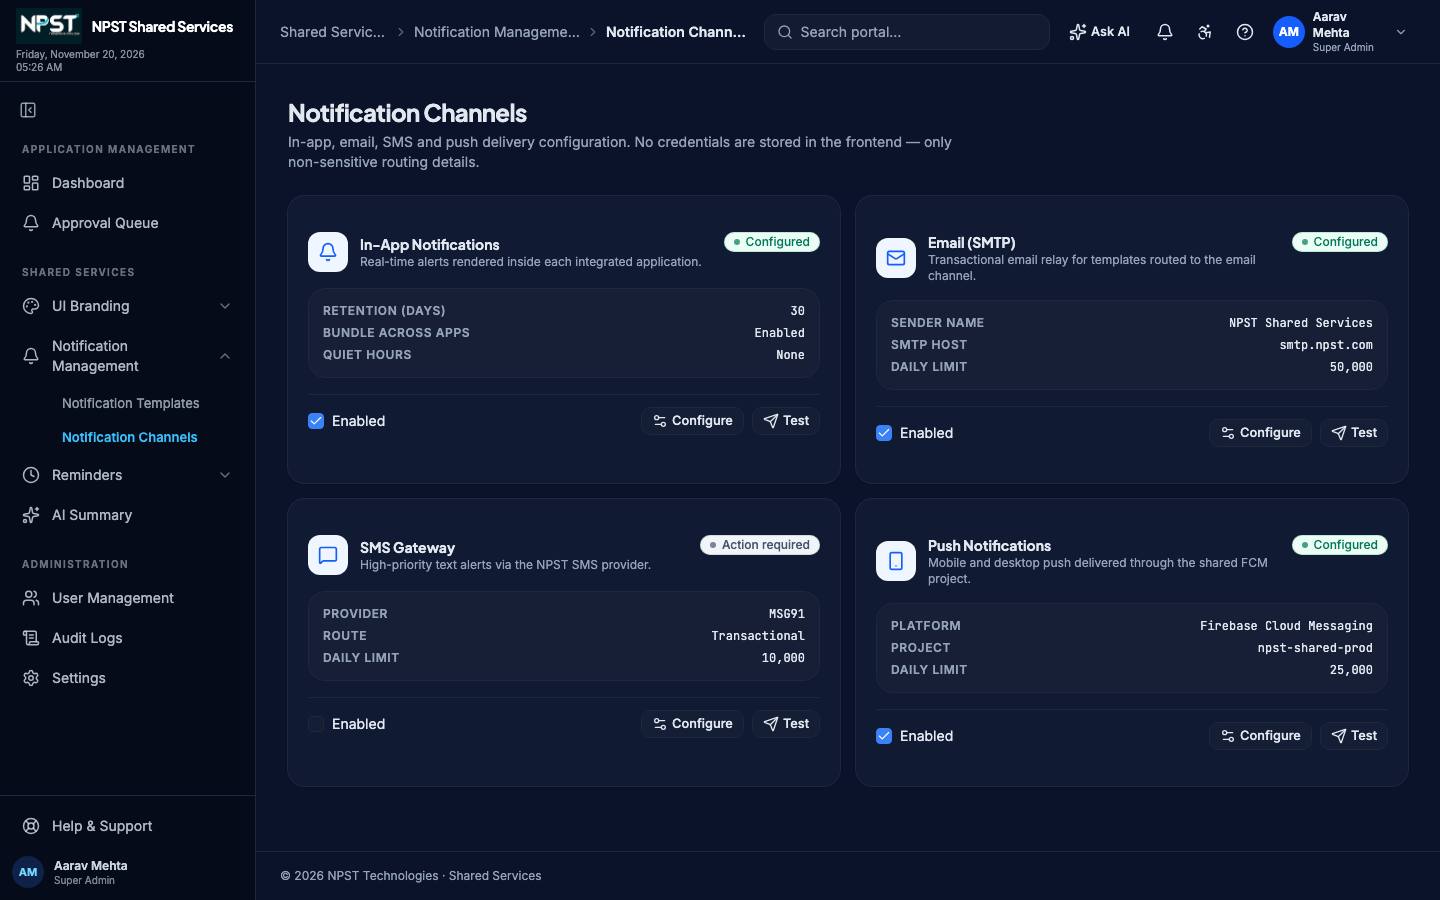 NPST NPST Shared Services
Friday, November 20, 2026
05:26 AM
APPLICATION MANAGEMENT
Dashboard
Approval Queue
SHARED SERVICES
UI Branding
Notification
Management
Notification Templates
Notification Channels
Reminders
AI Summary
ADMINISTRATION
User Management
Audit Logs
Settings
Help & Support
AM Aarav Mehta
Super Admin
Shared Servic... > Notification Manageme... > Notification Chann...
Search portal...
Ask AI
AM Aarav
Mehta
Super Admin
Notification Channels
In-app, email, SMS and push delivery configuration. No credentials are stored in the frontend — only
non-sensitive routing details.
In-App Notifications
Configured
Real-time alerts rendered inside each integrated application.
RETENTION (DAYS) 30
BUNDLE ACROSS APPS Enabled
QUIET HOURS None
Enabled Configure Test
Email (SMTP)
Configured
Transactional email relay for templates routed to the email
channel.
SENDER NAME NPST Shared Services
SMTP HOST smtp.npst.com
DAILY LIMIT 50,000
Enabled Configure Test
SMS Gateway
Action required
High-priority text alerts via the NPST SMS provider.
PROVIDER MSG91
ROUTE Transactional
DAILY LIMIT 10,000
Enabled Configure Test
Push Notifications
Configured
Mobile and desktop push delivered through the shared FCM
project.
PLATFORM Firebase Cloud Messaging
PROJECT npst-shared-prod
DAILY LIMIT 25,000
Enabled Configure Test
© 2026 NPST Technologies · Shared Services